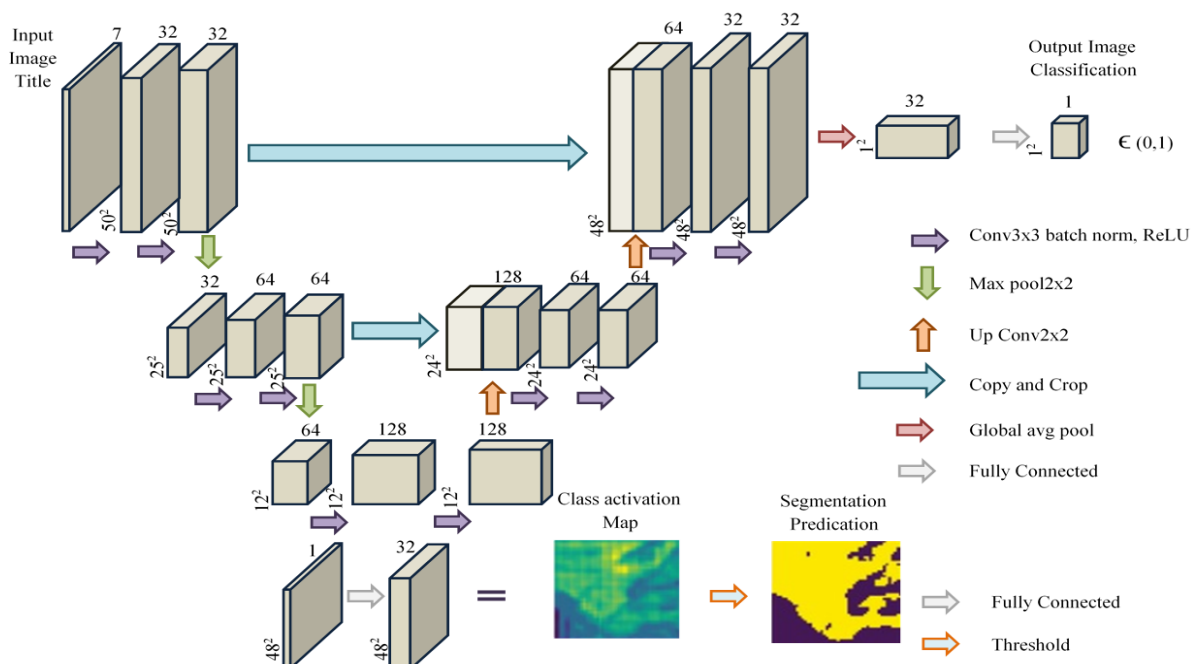 Input
Image
Title
7
32
32
50²
50²
64
32
32
48²
48²
48²
32
1²
Output Image
Classification
1
1²
ϵ (0,1)
Conv3x3 batch norm, ReLU
Max pool2x2
Up Conv2x2
Copy and Crop
Global avg pool
Fully Connected
32
64
64
25²
25²
25²
128
64
64
24²
24²
24²
64
128
128
12²
12²
12²
1
32
48²
48²
=
Class activation
Map
Segmentation
Predication
Fully Connected
Threshold